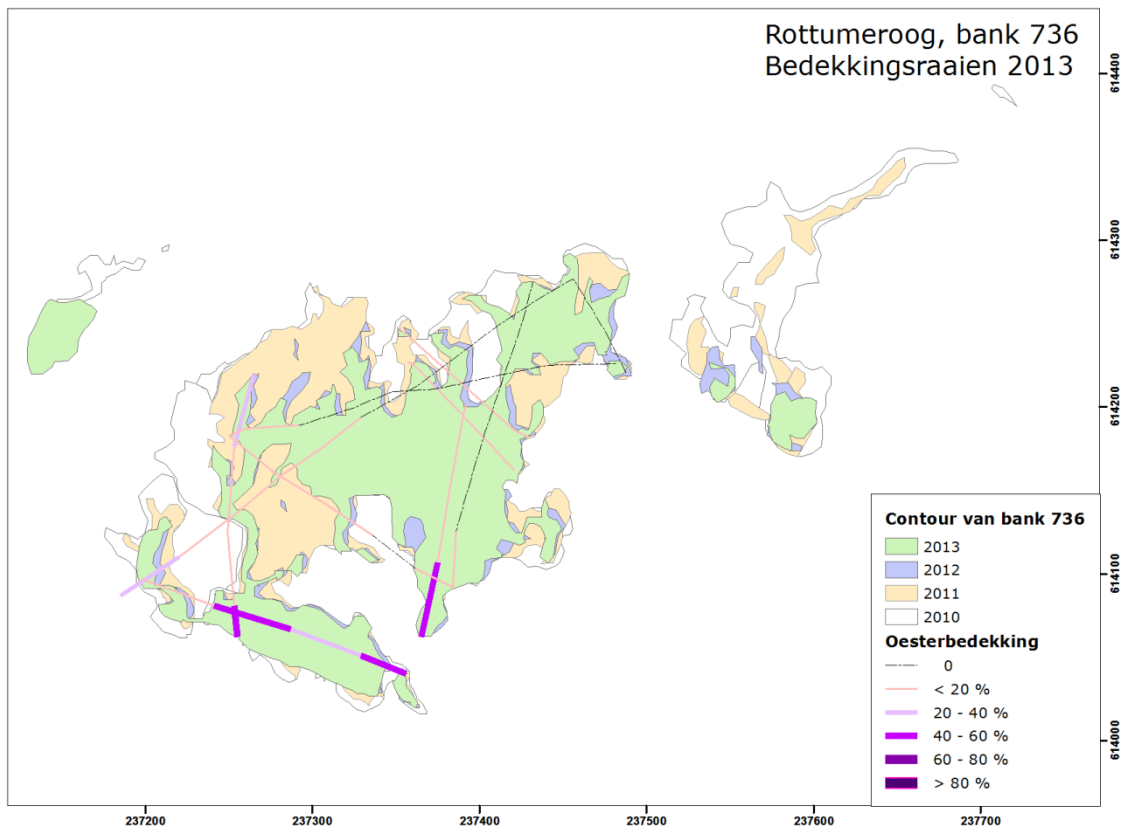 Rottumeroog, bank 736
Bedekkingsraaien 2013
614400
614300
614200
614100
614000
Contour van bank 736
2013
2012
2011
2010
Oesterbedekking
0
< 20 %
20 - 40 %
40 - 60 %
60 - 80 %
> 80 %
237200 237300 237400 237500 237600 237700